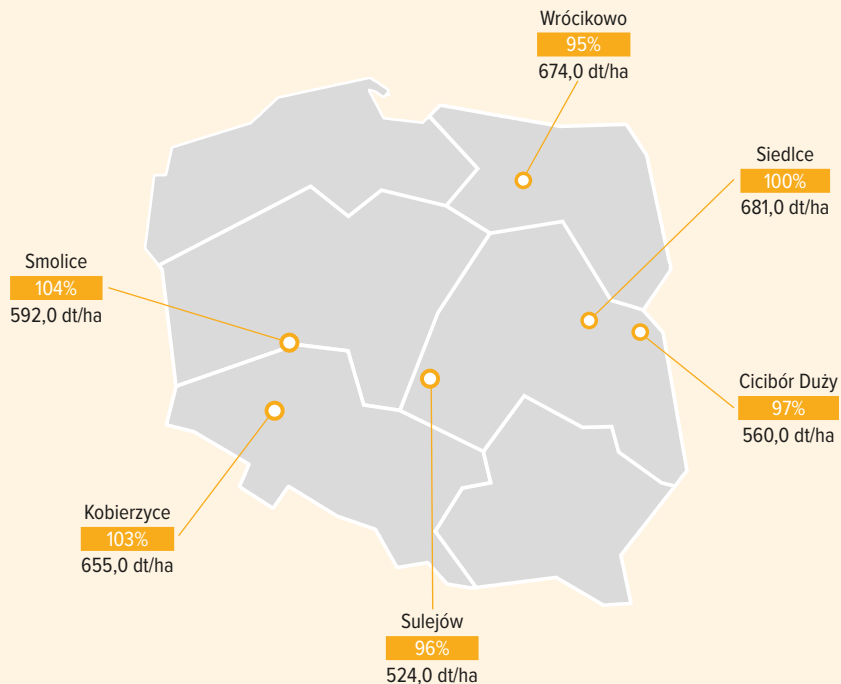 Wrócikowo
95%
674,0 dt/ha
Siedlce
100%
681,0 dt/ha
Smolice
104%
592,0 dt/ha
Cicibór Duży
97%
560,0 dt/ha
Kobierzyce
103%
655,0 dt/ha
Sulejów
96%
524,0 dt/ha